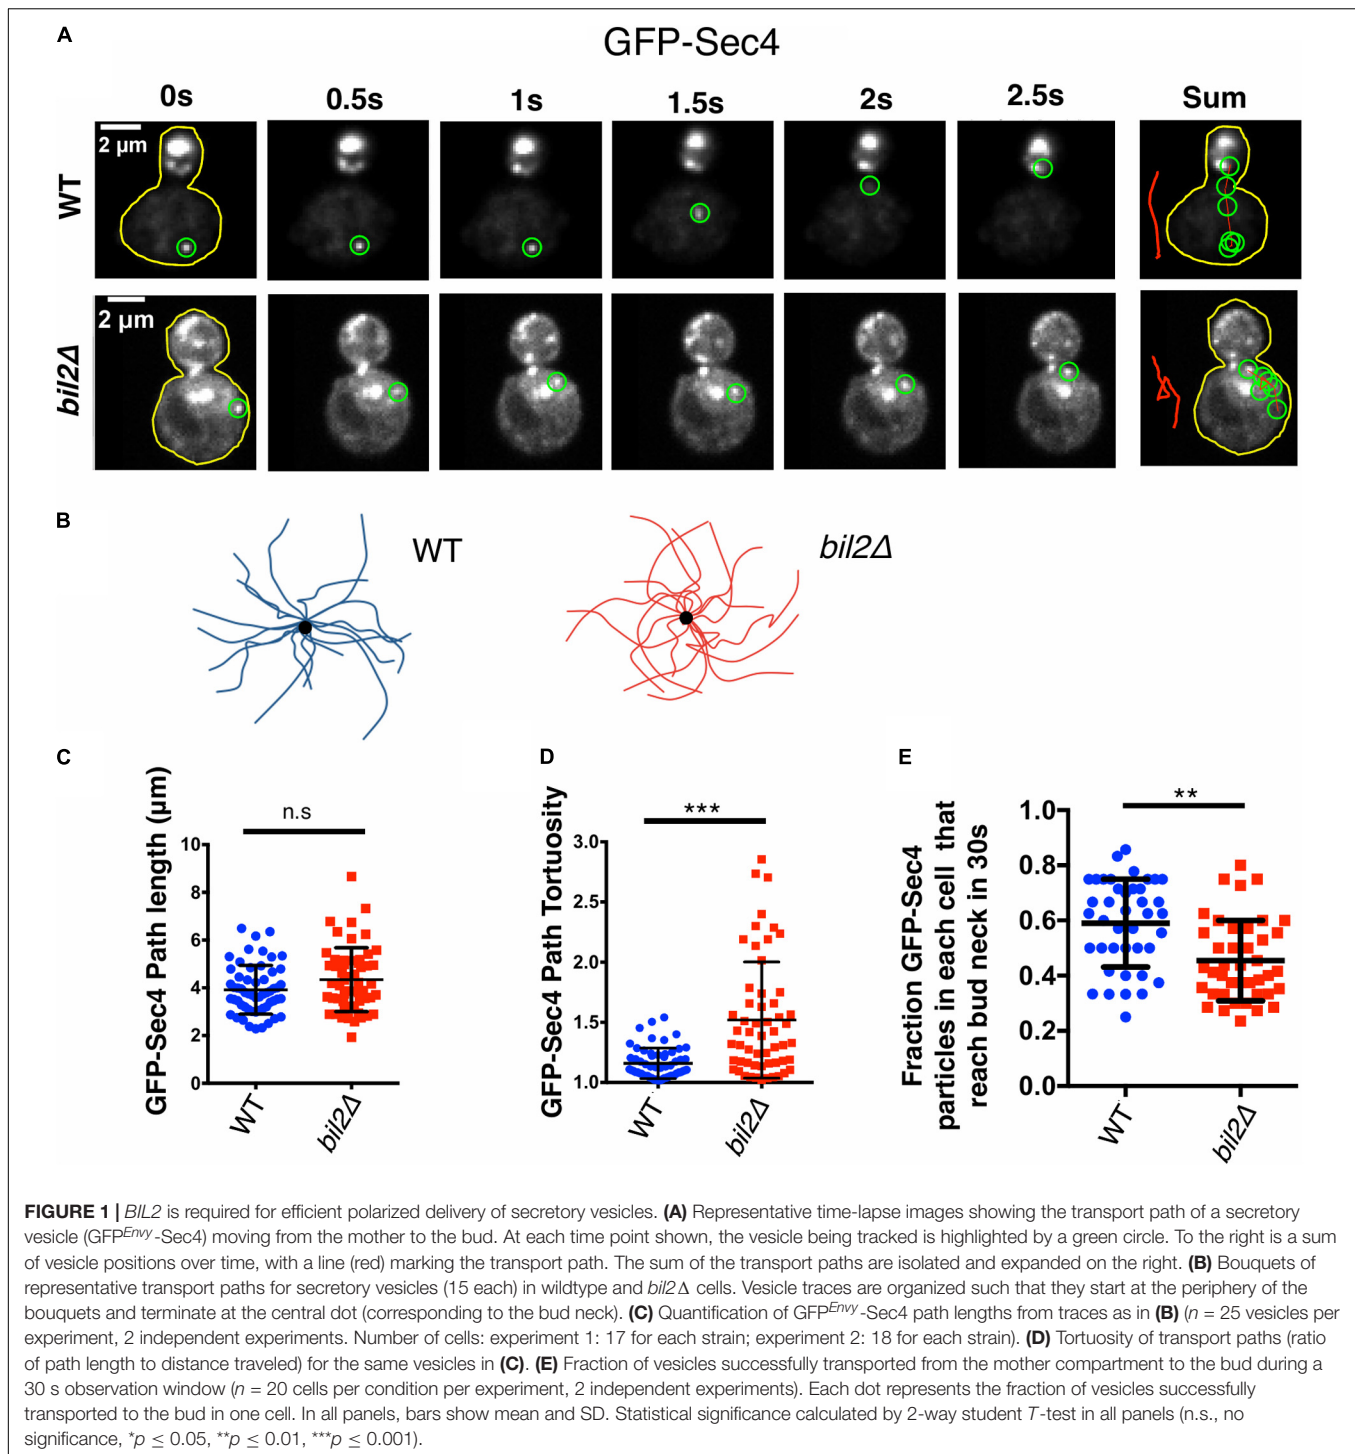 A
GFP-Sec4
0s 0.5s 1s 1.5s 2s 2.5s Sum
WT
2 µm
bil2Δ
2 µm
B
WT
bil2Δ
C
GFP-Sec4 Path length (µm)
n.s
10
8
6
4
2
0
WT
bil2Δ
D
GFP-Sec4 Path Tortuosity
***
3.0
2.5
2.0
1.5
1.0
WT
bil2Δ
E
Fraction GFP-Sec4
particles in each cell that
reach bud neck in 30s
**
1.0
0.8
0.6
0.4
0.2
0.0
WT
bil2Δ
FIGURE 1 | BIL2 is required for efficient polarized delivery of secretory vesicles. (A) Representative time-lapse images showing the transport path of a secretory
vesicle (GFPEnvy-Sec4) moving from the mother to the bud. At each time point shown, the vesicle being tracked is highlighted by a green circle. To the right is a sum
of vesicle positions over time, with a line (red) marking the transport path. The sum of the transport paths are isolated and expanded on the right. (B) Bouquets of
representative transport paths for secretory vesicles (15 each) in wildtype and bil2Δ cells. Vesicle traces are organized such that they start at the periphery of the
bouquets and terminate at the central dot (corresponding to the bud neck). (C) Quantification of GFPEnvy-Sec4 path lengths from traces as in (B) (n = 25 vesicles per
experiment, 2 independent experiments. Number of cells: experiment 1: 17 for each strain; experiment 2: 18 for each strain). (D) Tortuosity of transport paths (ratio
of path length to distance traveled) for the same vesicles in (C). (E) Fraction of vesicles successfully transported from the mother compartment to the bud during a
30 s observation window (n = 20 cells per condition per experiment, 2 independent experiments). Each dot represents the fraction of vesicles successfully
transported to the bud in one cell. In all panels, bars show mean and SD. Statistical significance calculated by 2-way student T-test in all panels (n.s., no
significance, *p ≤ 0.05, **p ≤ 0.01, ***p ≤ 0.001).